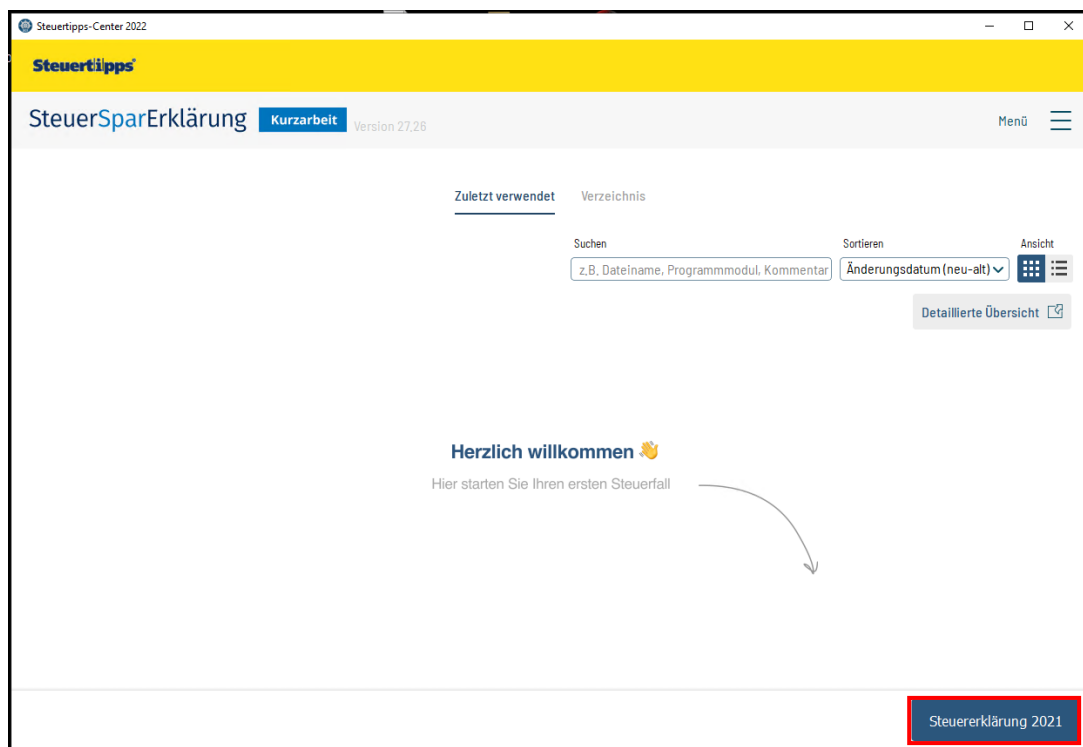 Steuertipps-Center 2022
Steuertipps
SteuerSparErklärung Kurzarbeit Version 27.26
Menü
Zuletzt verwendet Verzeichnis
Suchen Sortieren Ansicht
z.B. Dateiname, Programmmodul, Kommentar Änderungsdatum (neu-alt)
Detaillierte Übersicht
Herzlich willkommen 👋
Hier starten Sie Ihren ersten Steuerfall
Steuererklärung 2021